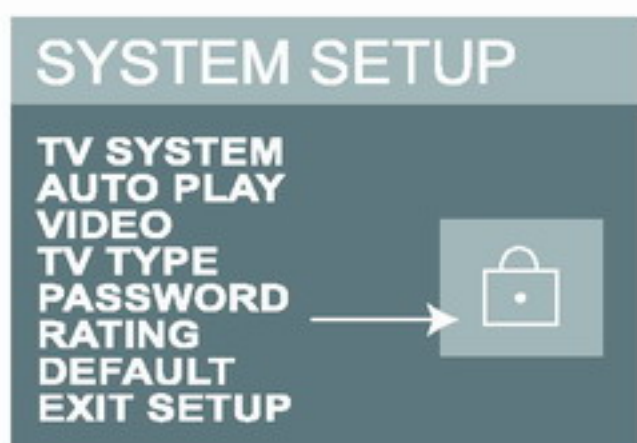 SYSTEM SETUP
TV SYSTEM
AUTO PLAY
VIDEO
TV TYPE
PASSWORD
RATING
DEFAULT
EXIT SETUP